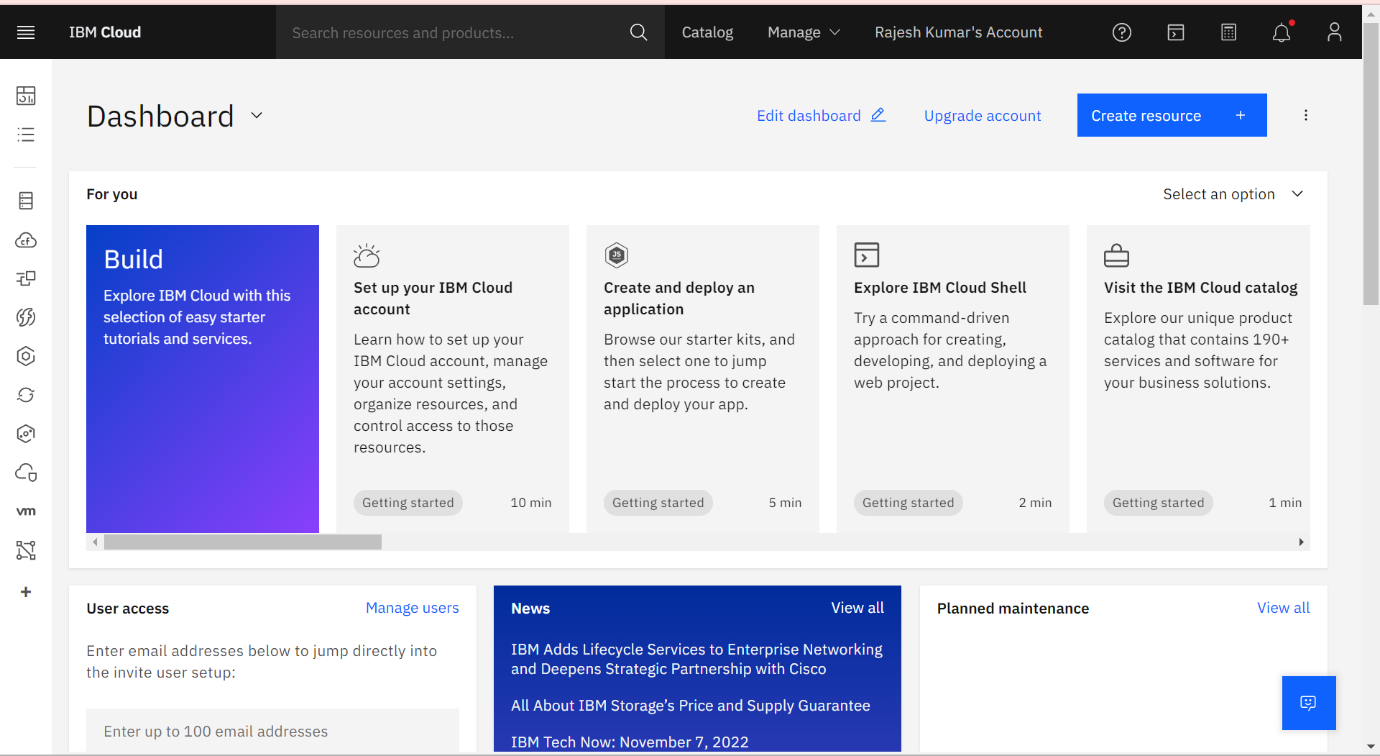 IBM Cloud
Search resources and products...
Catalog
Manage
Rajesh Kumar's Account
Dashboard
Edit dashboard
Upgrade account
Create resource +
For you
Select an option
Build
Explore IBM Cloud with this
selection of easy starter
tutorials and services.
Set up your IBM Cloud
account
Learn how to set up your
IBM Cloud account, manage
your account settings,
organize resources, and
control access to those
resources.
Getting started
10 min
JS
Create and deploy an
application
Browse our starter kits, and
then select one to jump
start the process to create
and deploy your app.
Getting started
5 min
Explore IBM Cloud Shell
Try a command-driven
approach for creating,
developing, and deploying a
web project.
Getting started
2 min
Visit the IBM Cloud catalog
Explore our unique product
catalog that contains 190+
services and software for
your business solutions.
Getting started
1 min
cf
vm
+
User access
Manage users
Enter email addresses below to jump directly into
the invite user setup:
Enter up to 100 email addresses
News
View all
IBM Adds Lifecycle Services to Enterprise Networking
and Deepens Strategic Partnership with Cisco
All About IBM Storage’s Price and Supply Guarantee
IBM Tech Now: November 7, 2022
Planned maintenance
View all